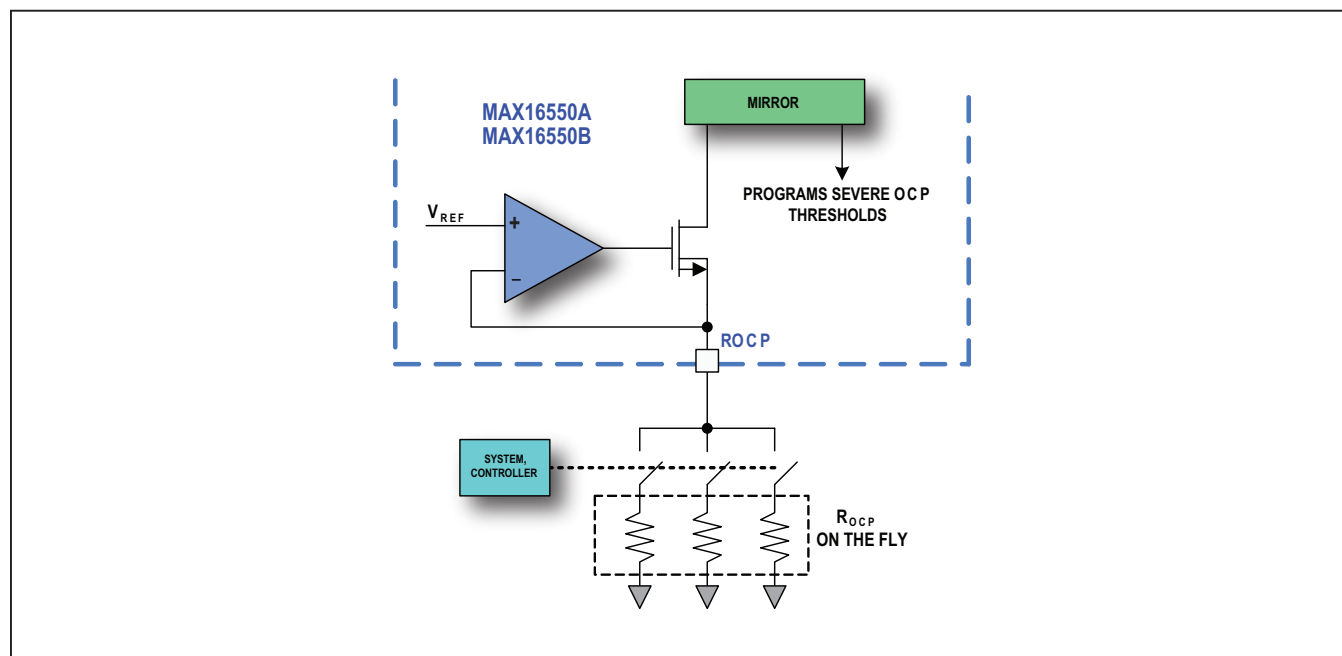 MAX16550A
MAX16550B
MIRROR
PROGRAMS SEVERE OCP
THRESHOLDS
VREF
+
–
ROCP
SYSTEM,
CONTROLLER
ROCP
ON THE FLY